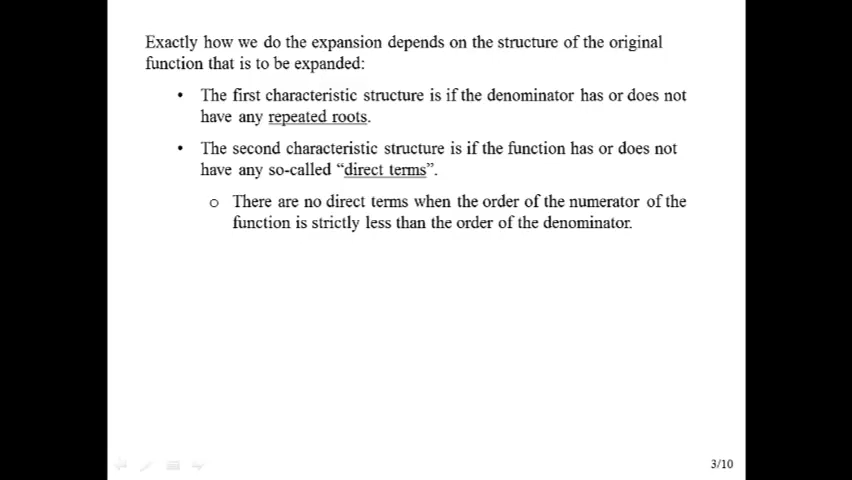 Exactly how we do the expansion depends on the structure of the original
function that is to be expanded:
• The first characteristic structure is if the denominator has or does not
have any repeated roots.
• The second characteristic structure is if the function has or does not
have any so-called “direct terms”.
o There are no direct terms when the order of the numerator of the
function is strictly less than the order of the denominator.
3/10